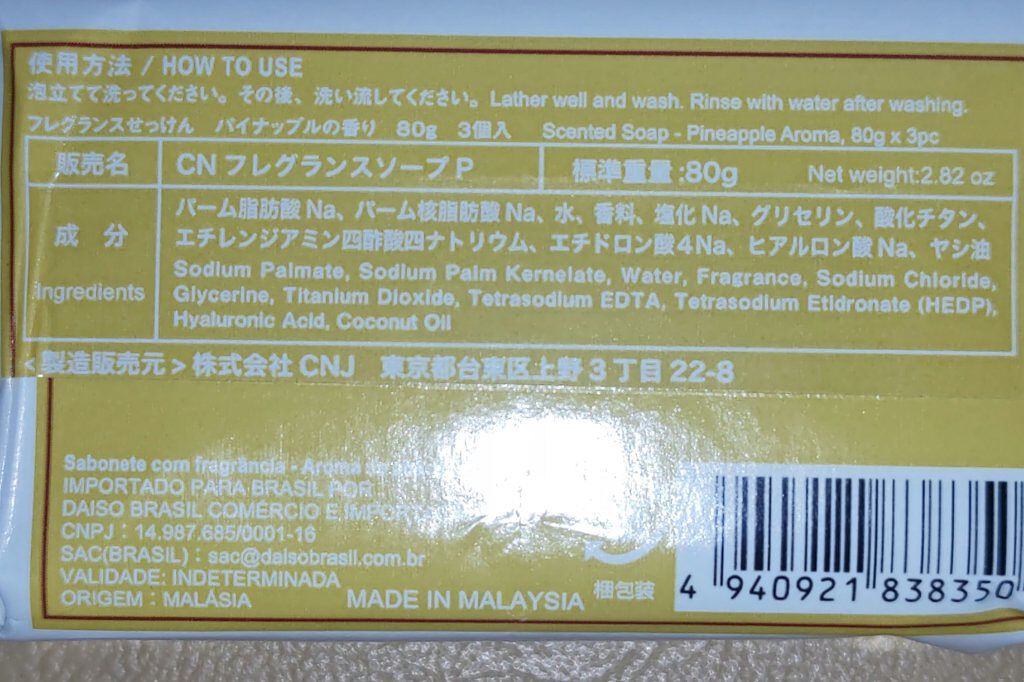 使用方法 / HOW TO USE
泡立てて洗ってください。その後、洗い流してください。 Lather well and wash. Rinse with water after washing.
フレグランスせっけん パイナップルの香り 80g 3個入 Scented Soap - Pineapple Aroma, 80g x 3pc
販売名 CN フレグランスソープ P 標準重量:80g Net weight:2.82 oz
成 分 パーム脂肪酸 Na、パーム核脂肪酸 Na、水、香料、塩化 Na、グリセリン、酸化チタン、
エチレンジアミン四酢酸四ナトリウム、エチドロン酸4Na、ヒアルロン酸 Na、ヤシ油
Ingredients Sodium Palmate, Sodium Palm Kernelate, Water, Fragrance, Sodium Chloride,
Glycerine, Titanium Dioxide, Tetrasodium EDTA, Tetrasodium Etidronate (HEDP),
Hyaluronic Acid, Coconut Oil
<製造販売元>株式会社 CNJ 東京都台東区上野 3 丁目 22-8
Sabonete com fragrância - Aroma
IMPORTADO PARA BRASIL POR
DAISO BRASIL COMERCIO E
CNPJ : 14.987.685/0001-16
SAC(BRASIL) : sac@daisobrasil.com.br
VALIDADE: INDETERMINADA
ORIGEM : MALÁSIA
MADE IN MALAYSIA
梱包装
4 940921 838350